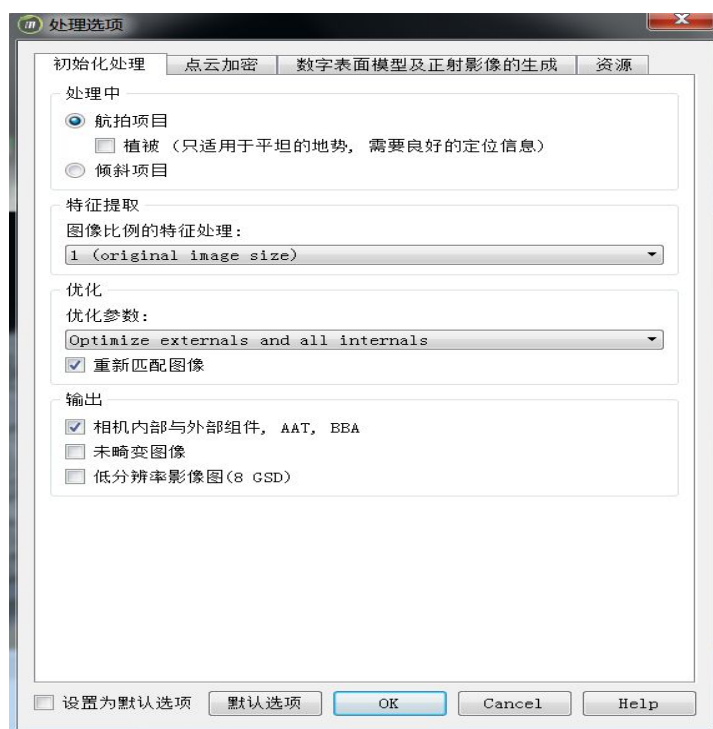 处理选项
初始化处理 点云加密 数字表面模型及正射影像的生成 资源
处理中
航拍项目
植被 (只适用于平坦的地势, 需要良好的定位信息)
倾斜项目
特征提取
图像比例的特征处理:
1 (original image size)
优化
优化参数:
Optimize externals and all internals
重新匹配图像
输出
相机内部与外部组件, AAT, BBA
未畸变图像
低分辨率影像图(8 GSD)
设置为默认选项 默认选项 OK Cancel Help